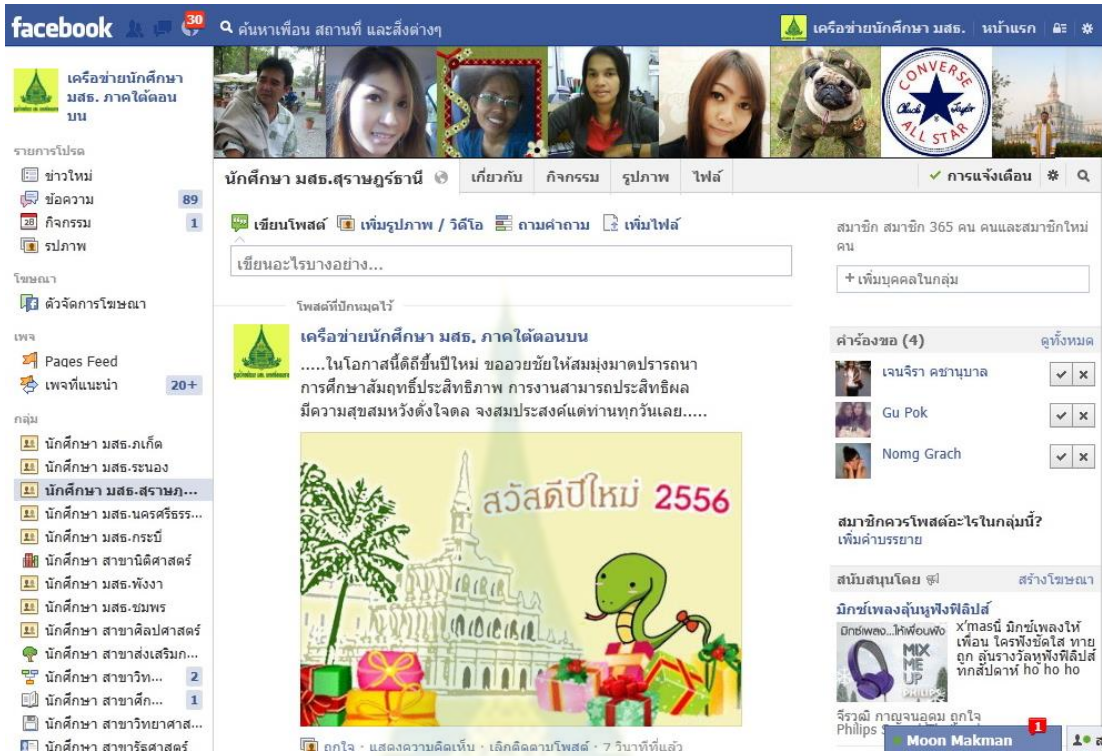 facebook
30
ค้นหาเพื่อน สถานที่ และสิ่งต่างๆ
เครือข่ายนักศึกษา มสธ.
หน้าแรก
เครือข่ายนักศึกษา
มสธ. ภาคใต้ตอน
บน
รายการโปรด
ข่าวใหม่
ข้อความ 89
กิจกรรม 1
รูปภาพ
โฆษณา
ตัวจัดการโฆษณา
เพจ
Pages Feed
เพจที่แนะนำ 20+
กลุ่ม
นักศึกษา มสธ.ภูเก็ต
นักศึกษา มสธ.ระนอง
นักศึกษา มสธ.สุราษฎ...
นักศึกษา มสธ.นครศรีธรร...
นักศึกษา มสธ.กระบี่
นักศึกษา สาขานิติศาสตร์
นักศึกษา มสธ.พังงา
นักศึกษา มสธ.ชุมพร
นักศึกษา สาขาศิลปศาสตร์
นักศึกษา สาขาส่งเสริมก...
นักศึกษา สาขาวิท... 2
นักศึกษา สาขาศึก... 1
นักศึกษา สาขาวิทยาศาส...
นักศึกษา สาขารัฐศาสตร์
CONVERSE
Chuck Taylor
ALL STAR
นักศึกษา มสธ.สุราษฎร์ธานี
เกี่ยวกับ
กิจกรรม
รูปภาพ
ไฟล์
การแจ้งเตือน
เขียนโพสต์
เพิ่มรูปภาพ / วิดีโอ
ถามคำถาม
เพิ่มไฟล์
เขียนอะไรบางอย่าง...
โพสต์ที่ปักหมุดไว้
เครือข่ายนักศึกษา มสธ. ภาคใต้ตอนบน
.....ในโอกาสนี้ดิถีขึ้นปีใหม่ ขออวยชัยให้สมมุ่งมาดปรารถนา
การศึกษาสัมฤทธิ์ประสิทธิภาพ การงานสามารถประสิทธิผล
มีความสุขสมหวังดั่งใจดล จงสมประสงค์แด่ท่านทุกวันเลย.....
สวัสดีปีใหม่ 2556
ถูกใจ · แสดงความคิดเห็น · เลิกติดตามโพสต์ · 7 วินาทีที่แล้ว
สมาชิก สมาชิก 365 คน คนและสมาชิกใหม่
คน
+ เพิ่มบุคคลในกลุ่ม
คำร้องขอ (4)
ดูทั้งหมด
เจนจิรา คชานุบาล
Gu Pok
Nomg Grach
สมาชิกควรโพสต์อะไรในกลุ่มนี้?
เพิ่มคำบรรยาย
สนับสนุนโดย
สร้างโฆษณา
มิกซ์เพลงลุ้นหูฟังฟิลิปส์
มิกซ์เพลง...ให้เพื่อนฟัง
MIX
ME
UP
PHILIPS
x'masนี้ มิกซ์เพลงให้
เพื่อน ใครฟังชัดใส ทาย
ถูก ลุ้นรางวัลหูฟังฟิลิปส์
ทุกสัปดาห์ ho ho ho
จีรวุฒิ กาญจนอุดม ถูกใจ
Philips
Moon Makman
1